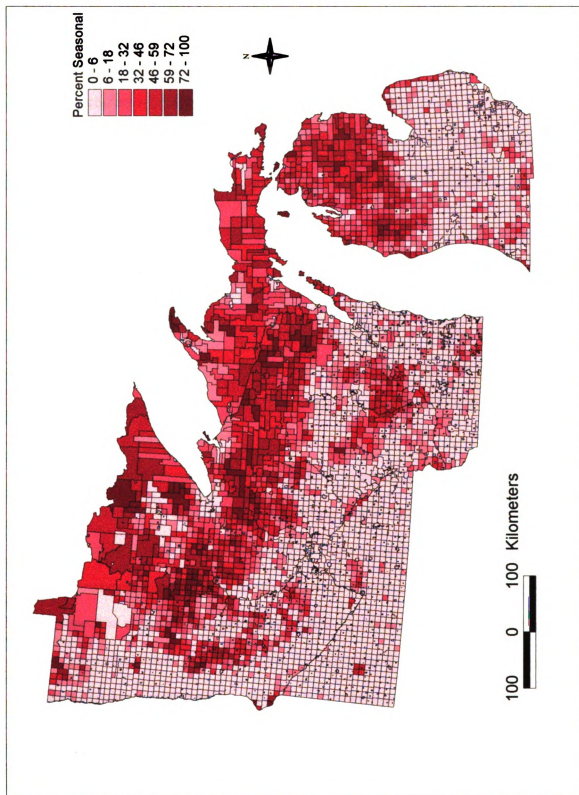 Percent Seasonal
0 - 6
6 - 18
18 - 32
32 - 46
46 - 59
59 - 72
72 - 100
N
100 0 100 Kilometers